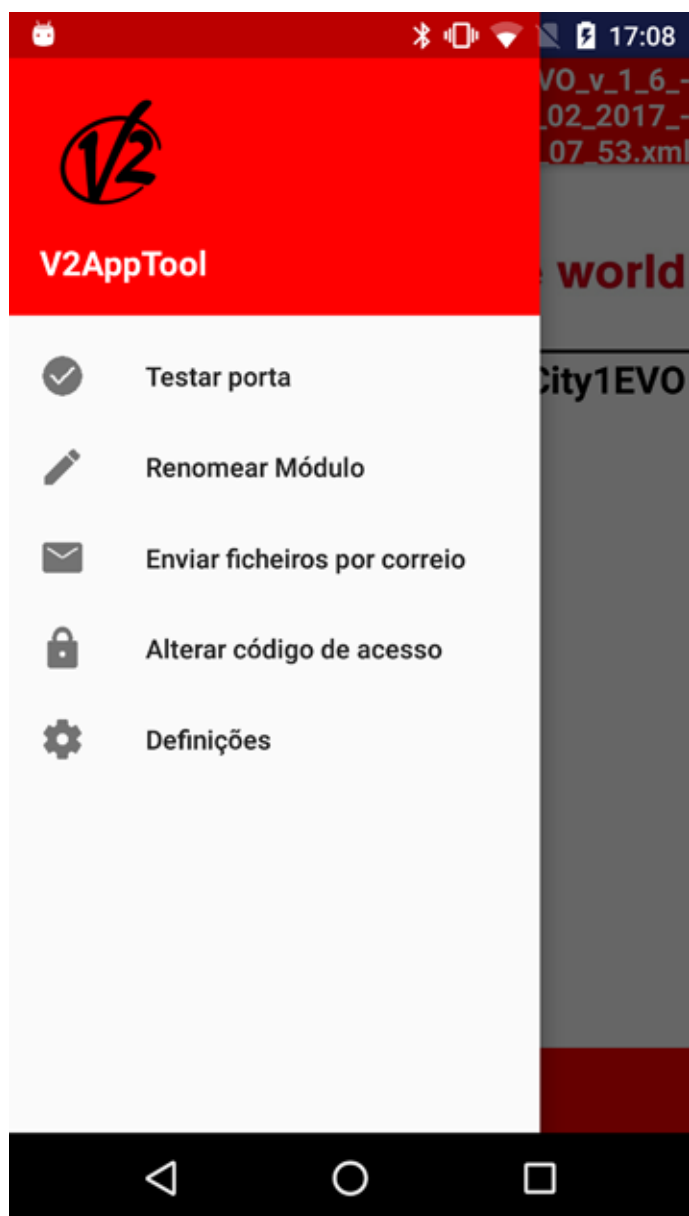 17:08
VO_v_1_6_-
_02_2017_-
_07_53.xml
V2
V2AppTool
e world
City1EVO
Testar porta
Renomear Módulo
Enviar ficheiros por correio
Alterar código de acesso
Definições